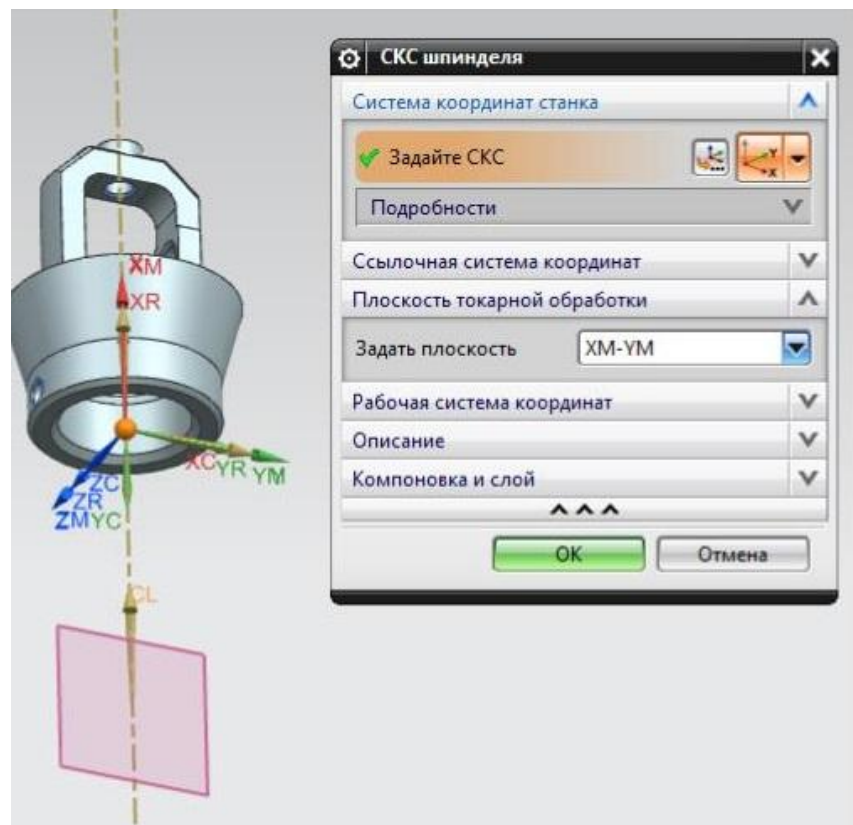 СКС шпинделя
Система координат станка
Задайте СКС
Подробности
Ссылочная система координат
Плоскость токарной обработки
Задать плоскость XM-YM
Рабочая система координат
Описание
Компоновка и слой
OK Отмена
XM
XR
XC YR YM
ZC
ZR
ZM YC
CL